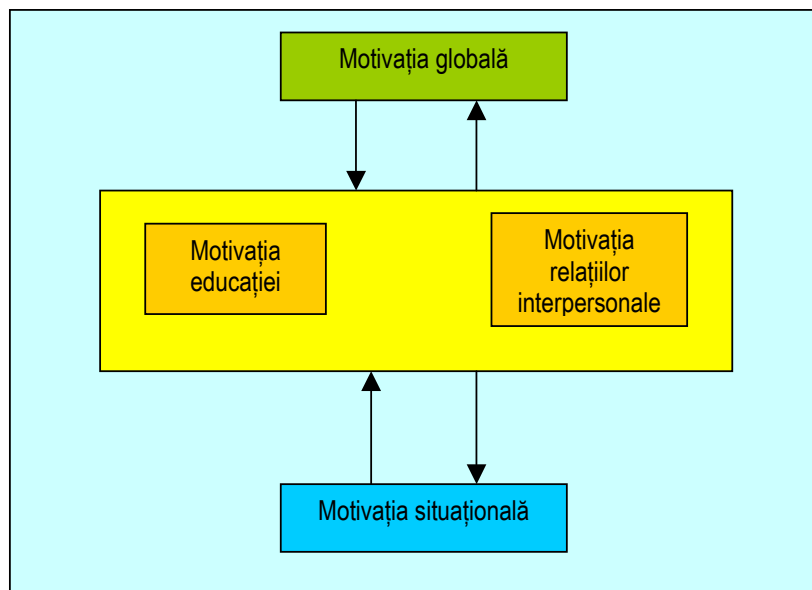 Motivația globală
Motivația
educației
Motivația
relațiilor
interpersonale
Motivația situațională